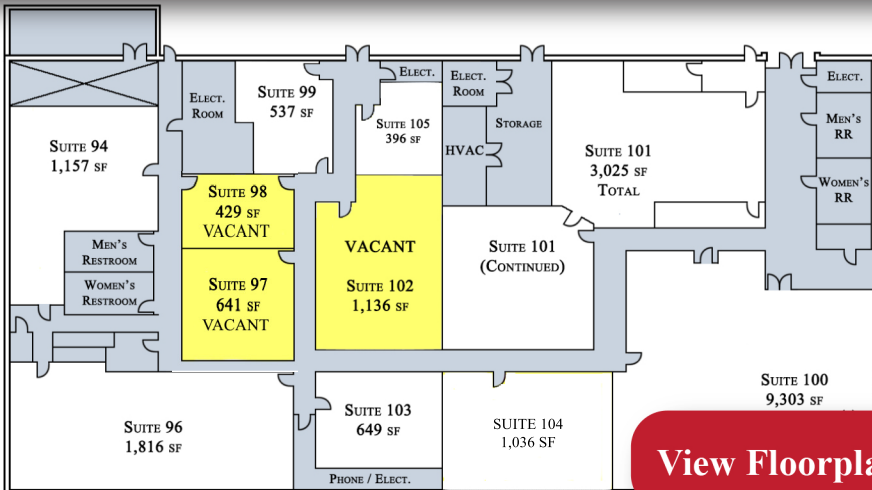 ELECT.
ELECT.
ROOM
SUITE 99
537 SF
ELECT.
ELECT.
ROOM
SUITE 105
396 SF
STORAGE
HVAC
SUITE 101
3,025 SF
TOTAL
MEN'S
RR
WOMEN'S
RR
SUITE 94
1,157 SF
SUITE 98
429 SF
VACANT
VACANT
SUITE 102
1,136 SF
SUITE 101
(CONTINUED)
MEN'S
RESTROOM
WOMEN'S
RESTROOM
SUITE 97
641 SF
VACANT
SUITE 100
9,303 SF
SUITE 96
1,816 SF
SUITE 103
649 SF
SUITE 104
1,036 SF
PHONE / ELECT.
View Floorpla